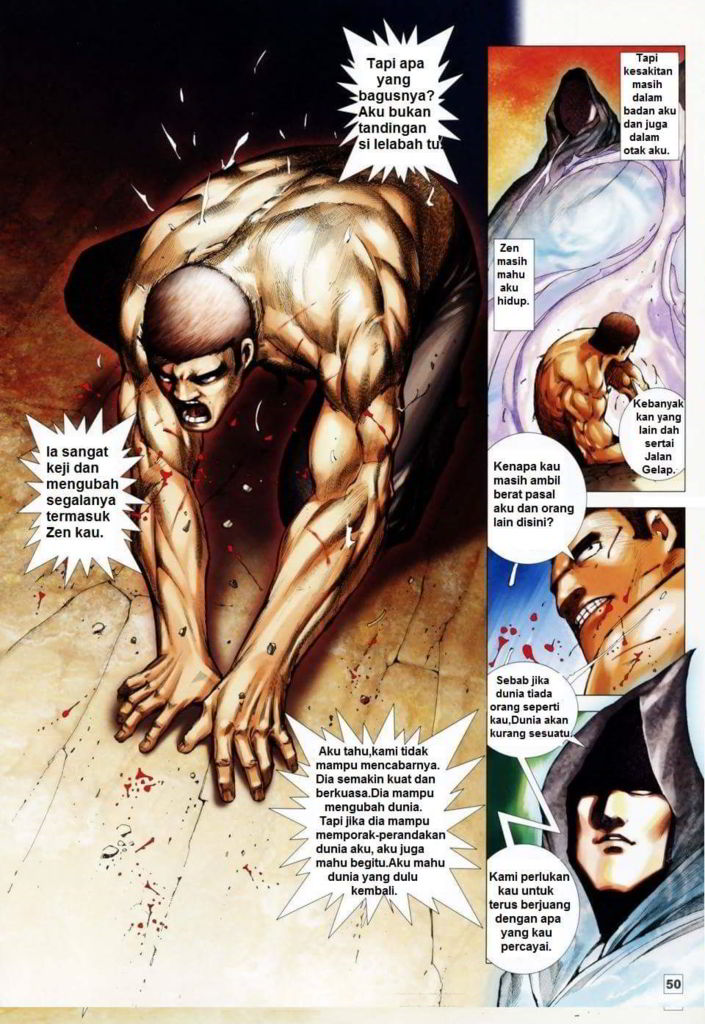 Tapi apa
yang
bagusnya?
Aku bukan
tandingan
si lelabah tu.
Ia sangat
keji dan
mengubah
segalanya
termasuk
Zen kau.
Aku tahu,kami tidak
mampu mencabarnya.
Dia semakin kuat dan
berkuasa.Dia mampu
mengubah dunia.
Tapi jika dia mampu
memporak-perandakan
dunia aku, aku juga
mahu begitu.Aku mahu
dunia yang dulu
kembali.
Tapi
kesakitan
masih
dalam
badan aku
dan juga
dalam
otak aku.
Zen
masih
mahu
aku
hidup.
Kebanyak
kan yang
lain dah
sertai
Jalan
Gelap.
Kenapa kau
masih ambil
berat pasal
aku dan orang
lain disini?
Sebab jika
dunia tiada
orang seperti
kau,Dunia akan
kurang sesuatu.
Kami perlukan
kau untuk
terus berjuang
dengan apa
yang kau
percayai.
50